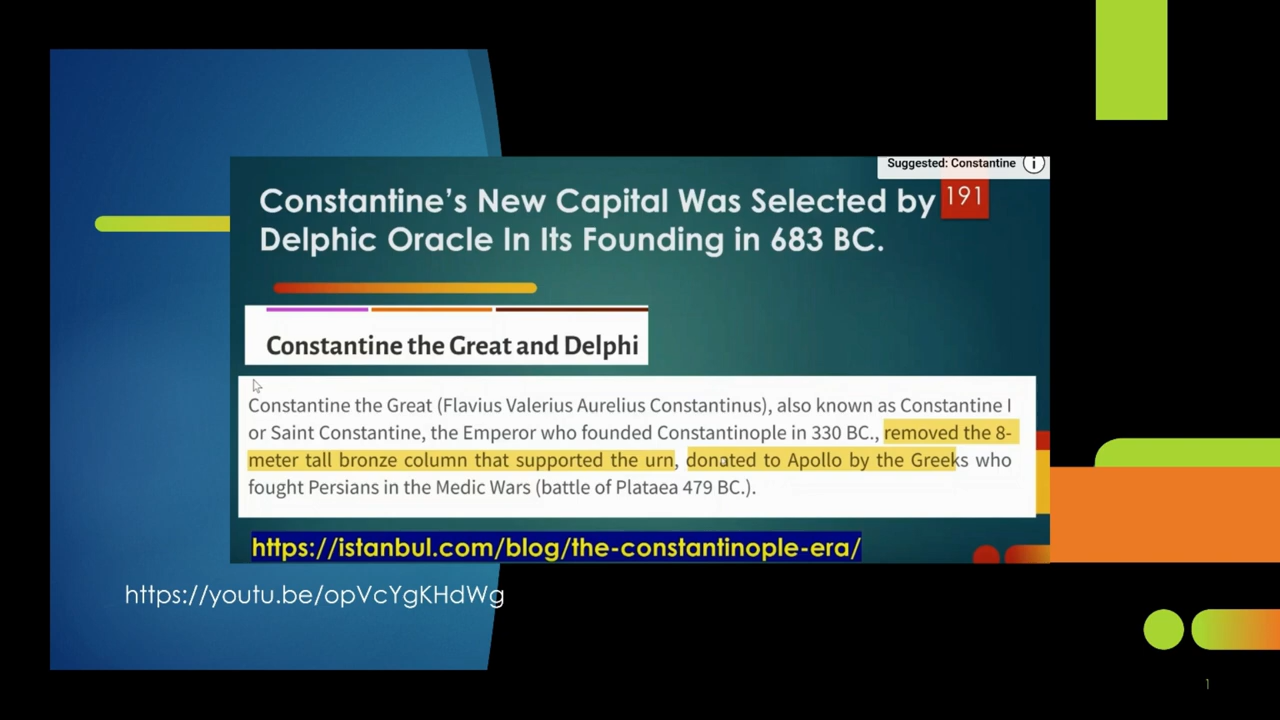 Suggested: Constantine
Constantine's New Capital Was Selected by
191
Delphic Oracle In Its Founding in 683 BC.
Constantine the Great and Delphi
Constantine the Great (Flavius Valerius Aurelius Constantinus), also known as Constantine I
or Saint Constantine, the Emperor who founded Constantinople in 330 BC., removed the 8-
meter tall bronze column that supported the urn, donated to Apollo by the Greeks who
fought Persians in the Medic Wars (battle of Plataea 479 BC.).
https://istanbul.com/blog/the-constantinople-era/
https://youtu.be/opVcYgKHdWg
1